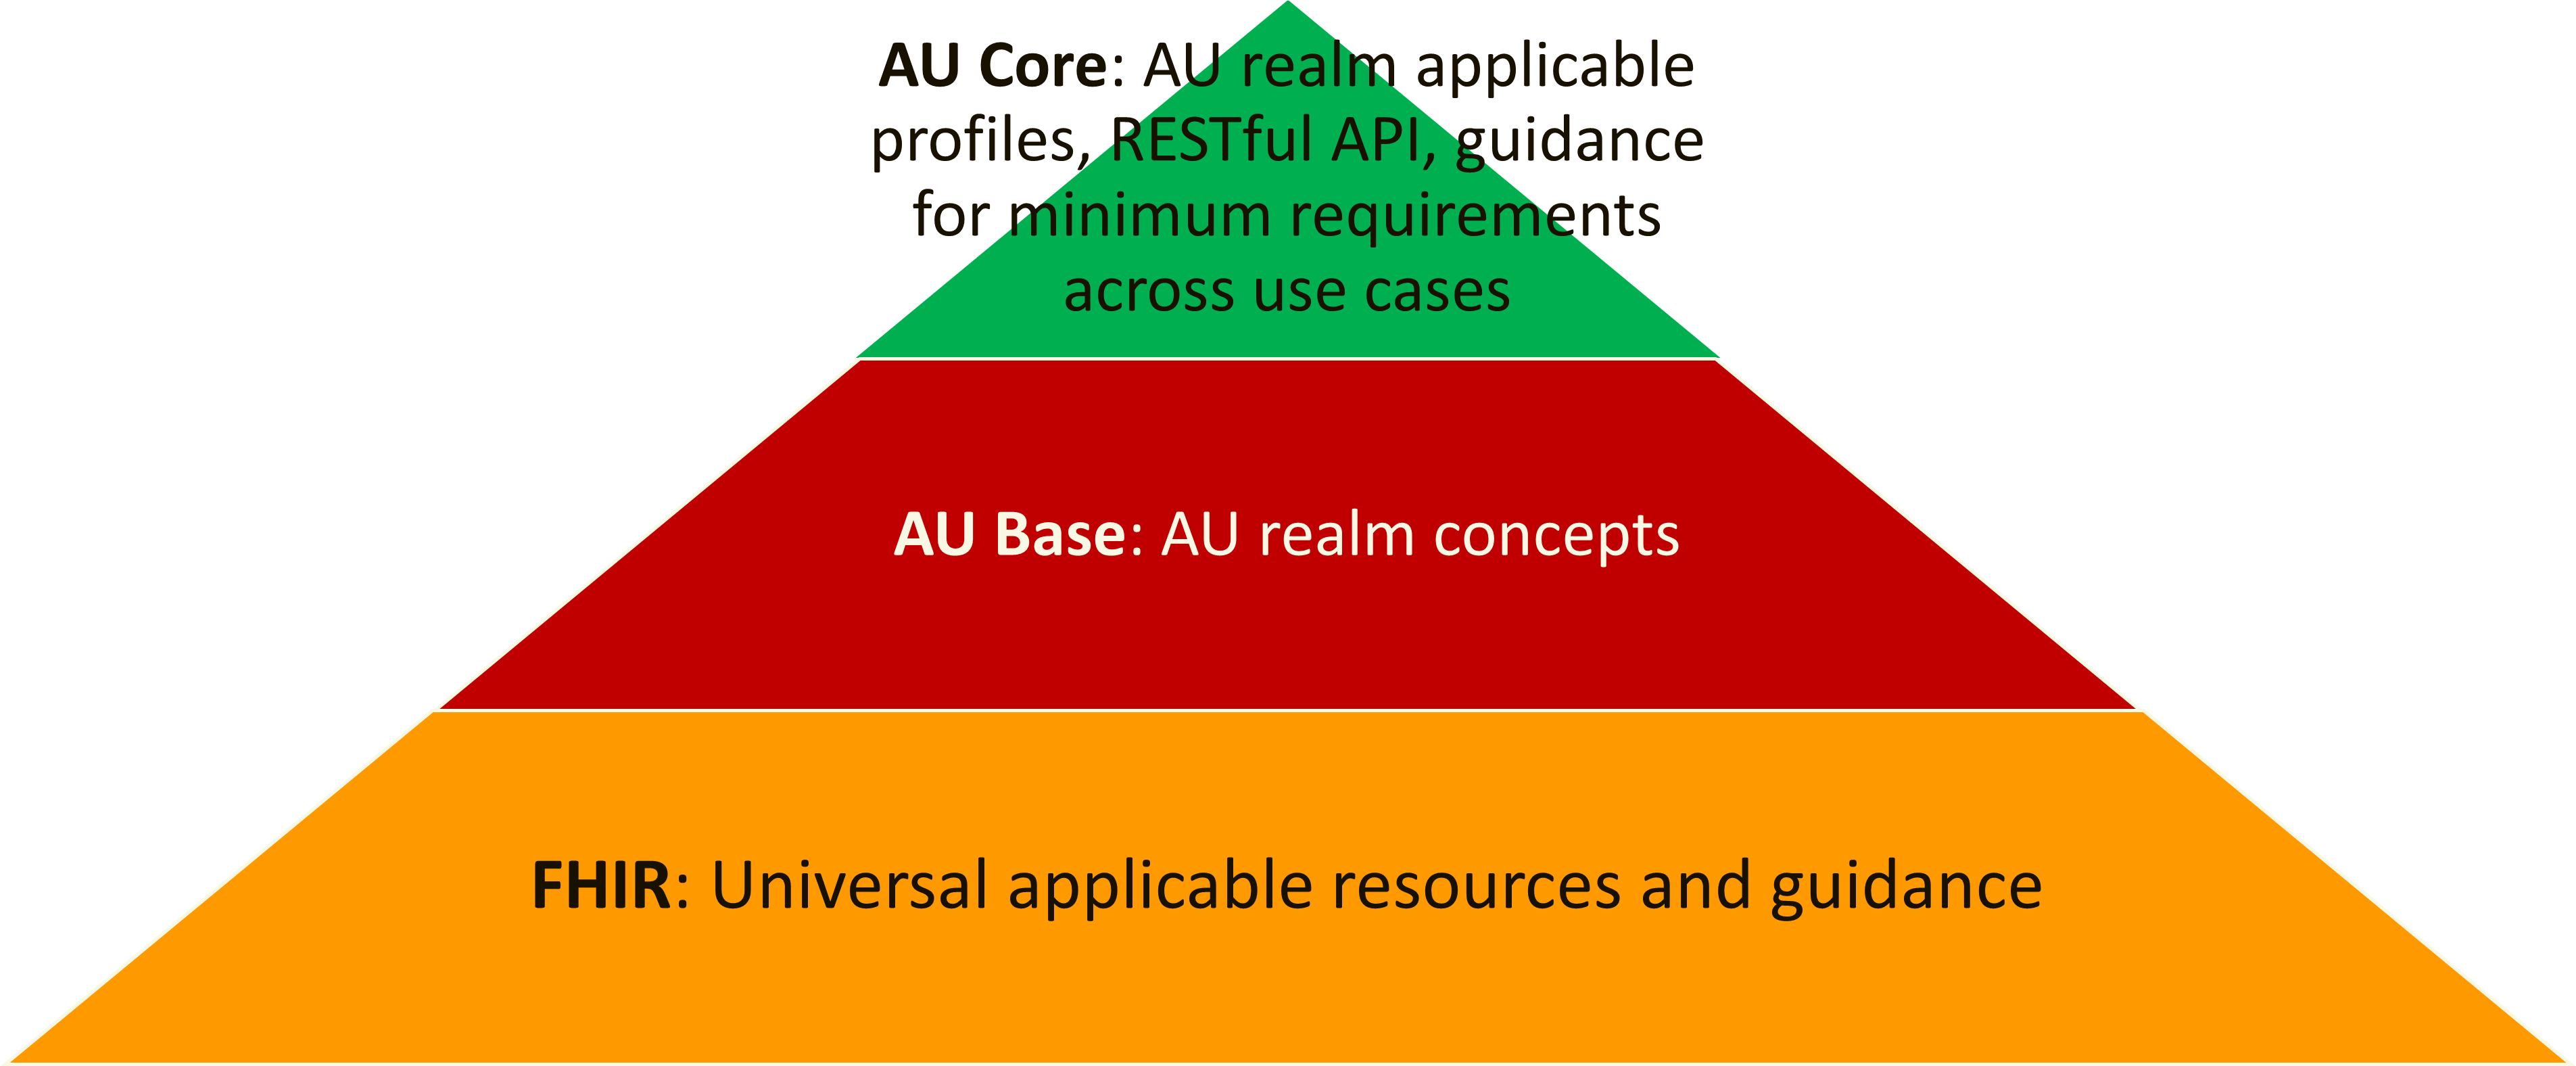 AU Core: AU realm applicable
profiles, RESTful API, guidance
for minimum requirements
across use cases
AU Base: AU realm concepts
FHIR: Universal applicable resources and guidance